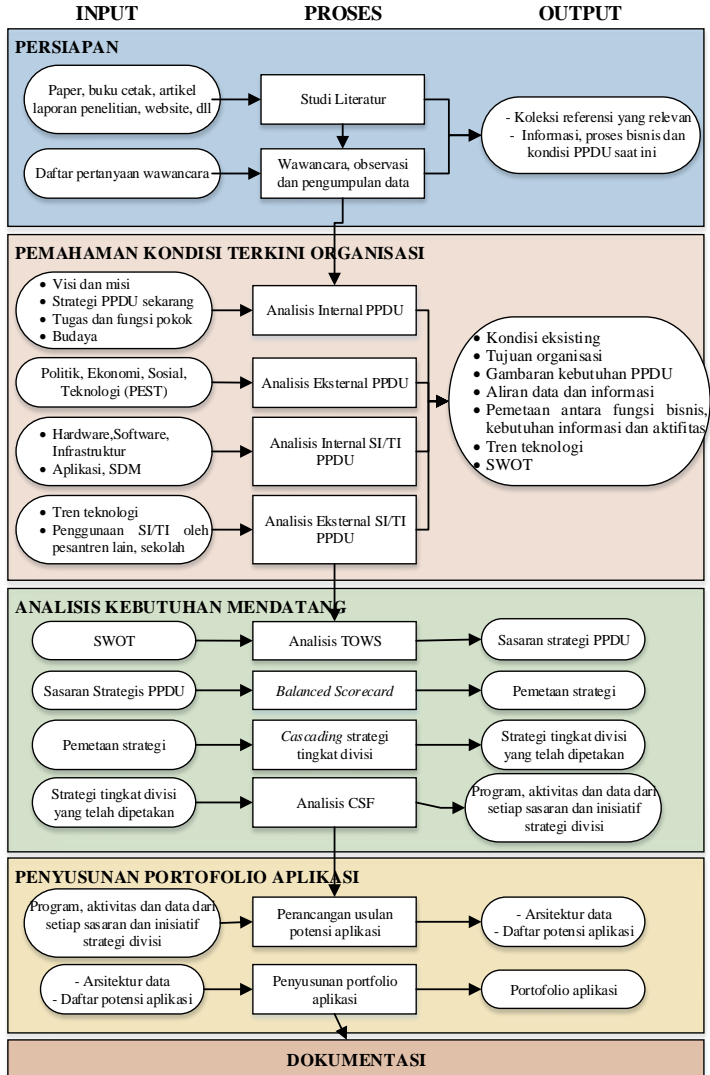 INPUT
PROSES
OUTPUT
PERSIAPAN
Paper, buku cetak, artikel
laporan penelitian, website, dll
Studi Literatur
- Koleksi referensi yang relevan
- Informasi, proses bisnis dan
kondisi PPDU saat ini
Daftar pertanyaan wawancara
Wawancara, observasi
dan pengumpulan data
PEMAHAMAN KONDISI TERKINI ORGANISASI
• Visi dan misi
• Strategi PPDU sekarang
• Tugas dan fungsi pokok
• Budaya
Analisis Internal PPDU
Politik, Ekonomi, Sosial,
Teknologi (PEST)
Analisis Eksternal PPDU
• Hardware,Software,
Infrastruktur
• Aplikasi, SDM
Analisis Internal SI/TI
PPDU
• Tren teknologi
• Penggunaan SI/TI oleh
pesantren lain, sekolah
Analisis Eksternal SI/TI
PPDU
• Kondisi eksisting
• Tujuan organisasi
• Gambaran kebutuhan PPDU
• Aliran data dan informasi
• Pemetaan antara fungsi bisnis,
kebutuhan informasi dan aktifitas
• Tren teknologi
• SWOT
ANALISIS KEBUTUHAN MENDATANG
SWOT
Analisis TOWS
Sasaran strategi PPDU
Sasaran Strategis PPDU
Balanced Scorecard
Pemetaan strategi
Pemetaan strategi
Cascading strategi
tingkat divisi
Strategi tingkat divisi
yang telah dipetakan
Strategi tingkat divisi
yang telah dipetakan
Analisis CSF
Program, aktivitas dan data dari
setiap sasaran dan inisiatif
strategi divisi
PENYUSUNAN PORTOFOLIO APLIKASI
Program, aktivitas dan data dari
setiap sasaran dan inisiatif
strategi divisi
Perancangan usulan
potensi aplikasi
- Arsitektur data
- Daftar potensi aplikasi
- Arsitektur data
- Daftar potensi aplikasi
Penyusunan portfolio
aplikasi
Portofolio aplikasi
DOKUMENTASI